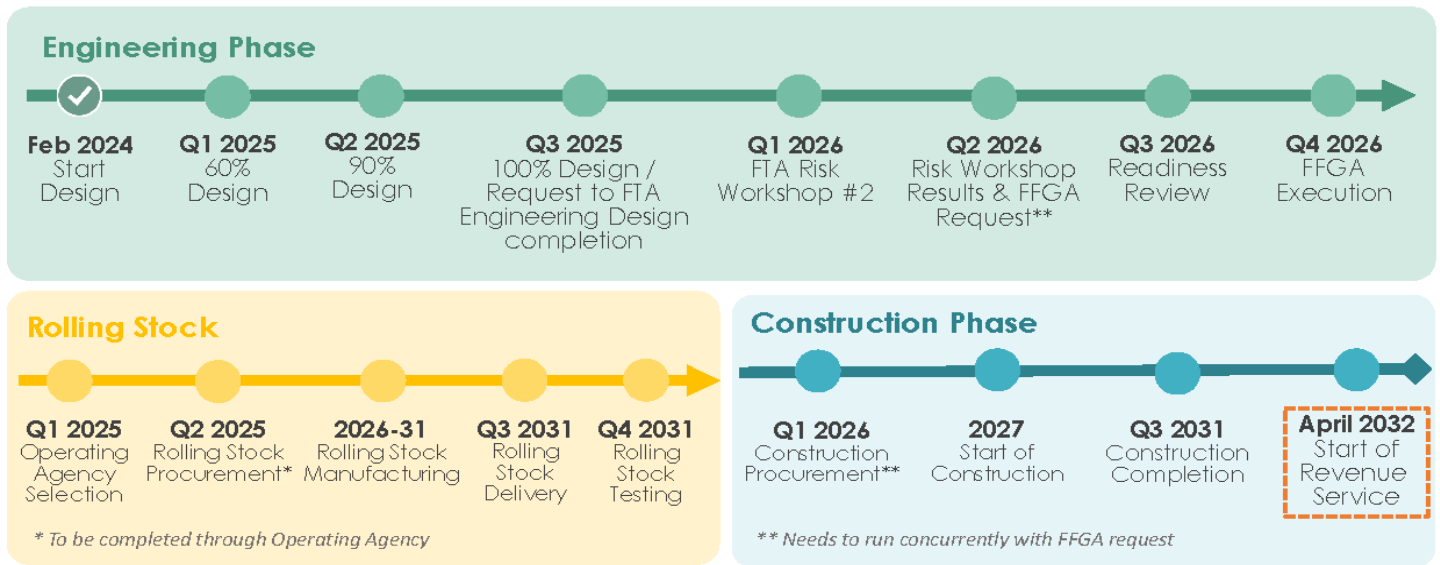 Engineering Phase
Feb 2024
Start
Design
Q1 2025
60%
Design
Q2 2025
90%
Design
Q3 2025
100% Design /
Request to FTA
Engineering Design
completion
Q1 2026
FTA Risk
Workshop #2
Q2 2026
Risk Workshop
Results & FFGA
Request**
Q3 2026
Readiness
Review
Q4 2026
FFGA
Execution
Rolling Stock
Q1 2025
Operating
Agency
Selection
Q2 2025
Rolling Stock
Procurement*
2026-31
Rolling Stock
Manufacturing
Q3 2031
Rolling
Stock
Delivery
Q4 2031
Rolling
Stock
Testing
* To be completed through Operating Agency
Construction Phase
Q1 2026
Construction
Procurement**
2027
Start of
Construction
Q3 2031
Construction
Completion
April 2032
Start of
Revenue
Service
** Needs to run concurrently with FFGA request